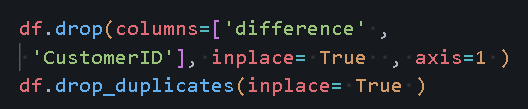 df.drop(columns=['difference' ,
'CustomerID'], inplace= True  , axis=1 )
df.drop_duplicates(inplace= True )